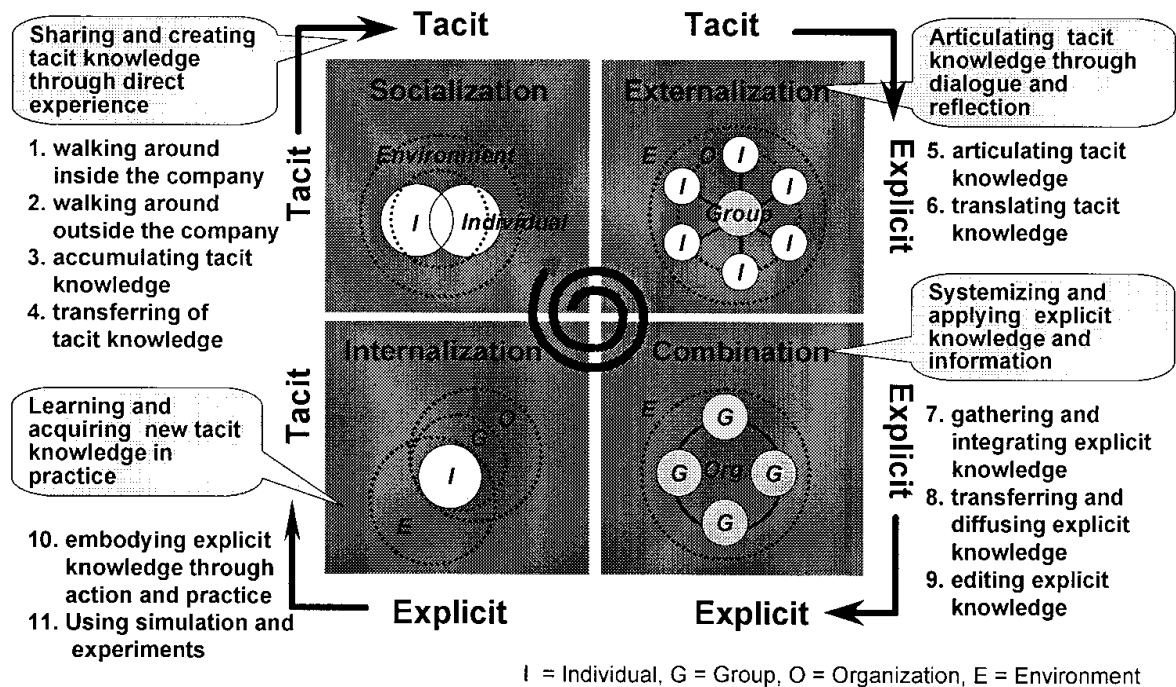 Sharing and creating
tacit knowledge
through direct
experience
Tacit
Tacit
Articulating tacit
knowledge through
dialogue and
reflection
1. walking around
inside the company
2. walking around
outside the company
3. accumulating tacit
knowledge
4. transferring of
tacit knowledge
Tacit
Socialization
Environment
I
Individual
Externalization
E
O
I
I
I
Group
I
I
I
Explicit
5. articulating tacit
knowledge
6. translating tacit
knowledge
Learning and
acquiring new tacit
knowledge in
practice
10. embodying explicit
knowledge through
action and practice
11. Using simulation and
experiments
Tacit
Internalization
O
G
I
E
Explicit
Combination
E
G
G
Org.
G
G
Explicit
Explicit
Systemizing and
applying explicit
knowledge and
information
7. gathering and
integrating explicit
knowledge
8. transferring and
diffusing explicit
knowledge
9. editing explicit
knowledge
I = Individual, G = Group, O = Organization, E = Environment